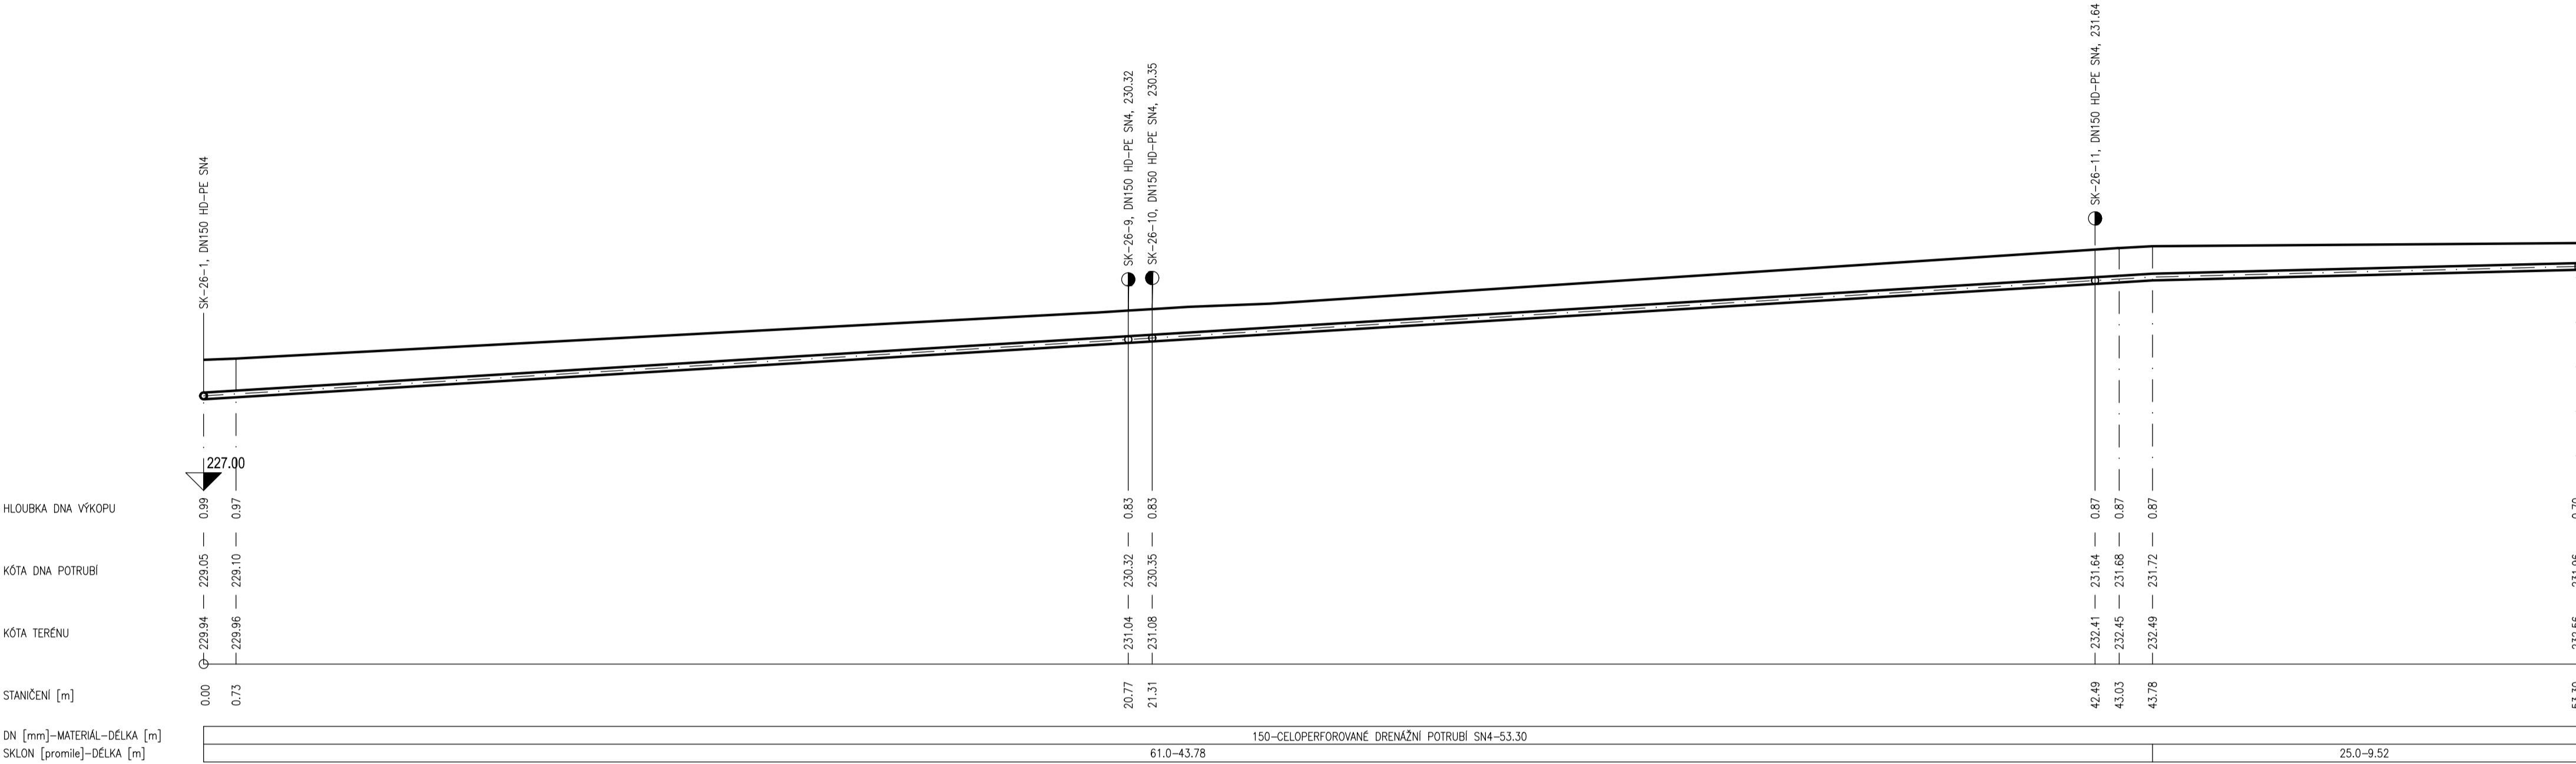 SK-26-1, DN150 HD-PE SN4
SK-26-9, DN150 HD-PE SN4, 230.32
SK-26-10, DN150 HD-PE SN4, 230.35
SK-26-11, DN150 HD-PE SN4, 231.64
227.00
HLOUBKA DNA VÝKOPU
0.99
0.97
0.83
0.83
0.87
0.87
0.87
KÓTA DNA POTRUBÍ
229.05
229.10
230.32
230.35
231.64
231.68
231.72
KÓTA TERÉNU
229.94
229.96
231.04
231.08
232.41
232.45
232.49
STANIČENÍ [m]
0.00
0.73
20.77
21.31
42.49
43.03
43.78
DN [mm]-MATERIÁL-DÉLKA [m]
150-CELOPERFOROVANÉ DRENÁŽNÍ POTRUBÍ SN4-53.30
SKLON [promile]-DÉLKA [m]
61.0-43.78
25.0-9.52